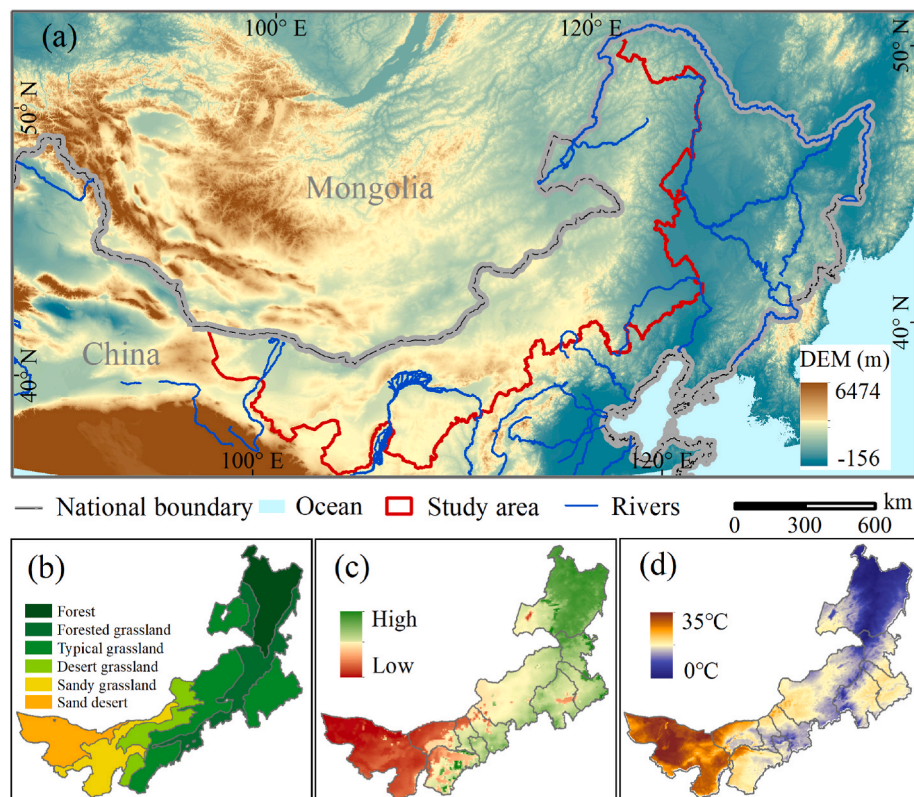 (a)
100° E
120° E
50° N
50° N
Mongolia
China
40° N
40° N
DEM (m)
6474
-156
100° E
120° E
National boundary
Ocean
Study area
Rivers
km
0 300 600
(b)
Forest
Forested grassland
Typical grassland
Desert grassland
Sandy grassland
Sand desert
(c)
High
Low
(d)
35℃
0℃